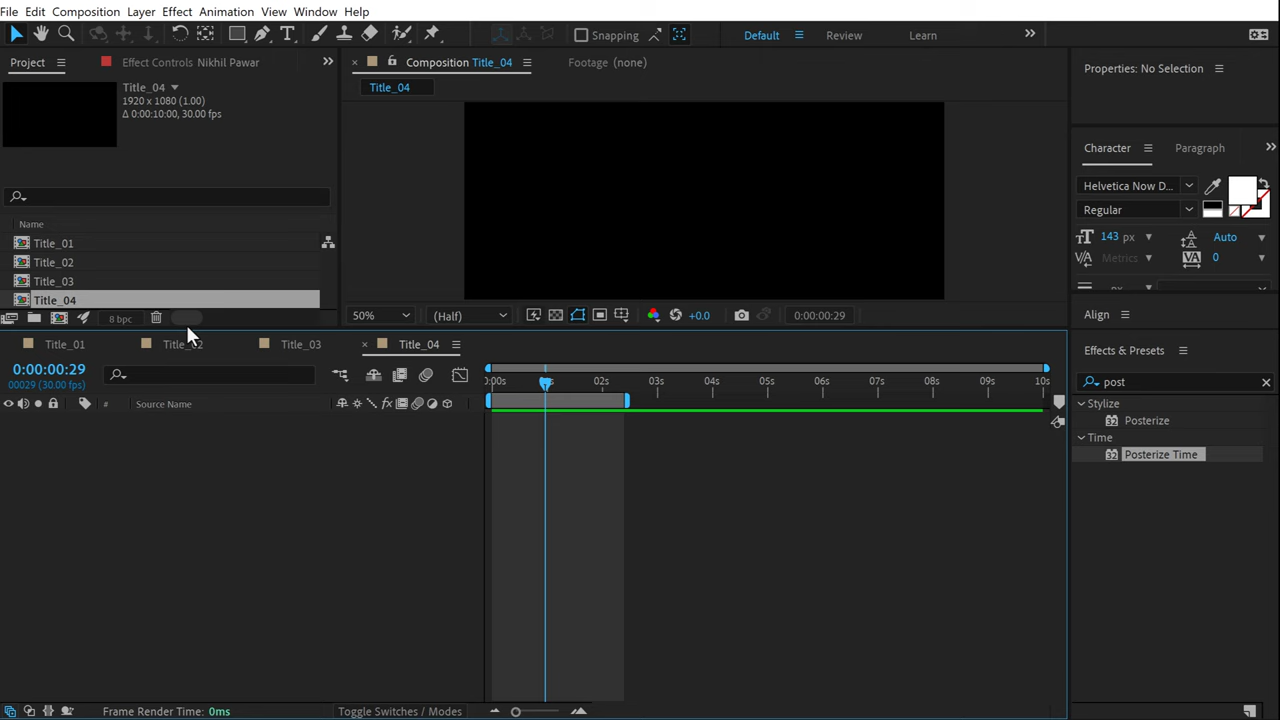 File Edit Composition Layer Effect Animation View Window Help
Snapping Default Review Learn
Project Effect Controls Nikhil Pawar Composition Title_04 Footage (none) Properties: No Selection
Title_04 Title_04
1920 x 1080 (1.00)
Δ 0:00:10:00, 30.00 fps
Character Paragraph
Helvetica Now D...
Regular
Name
143 px Auto
Title_01
Metrics 0
Title_02
Title_03
Title_04
8 bpc 50% (Half) +0.0 0:00:00:29 Align
Title_01 Title_03 Title_04 Effects & Presets
0:00:00:29
00029 (30.00 fps)
:00s 02s 03s 04s 05s 06s 07s 08s 09s 10s post
# Source Name fx Stylize
32 Posterize
Time
32 Posterize Time
Frame Render Time: 0ms Toggle Switches / Modes